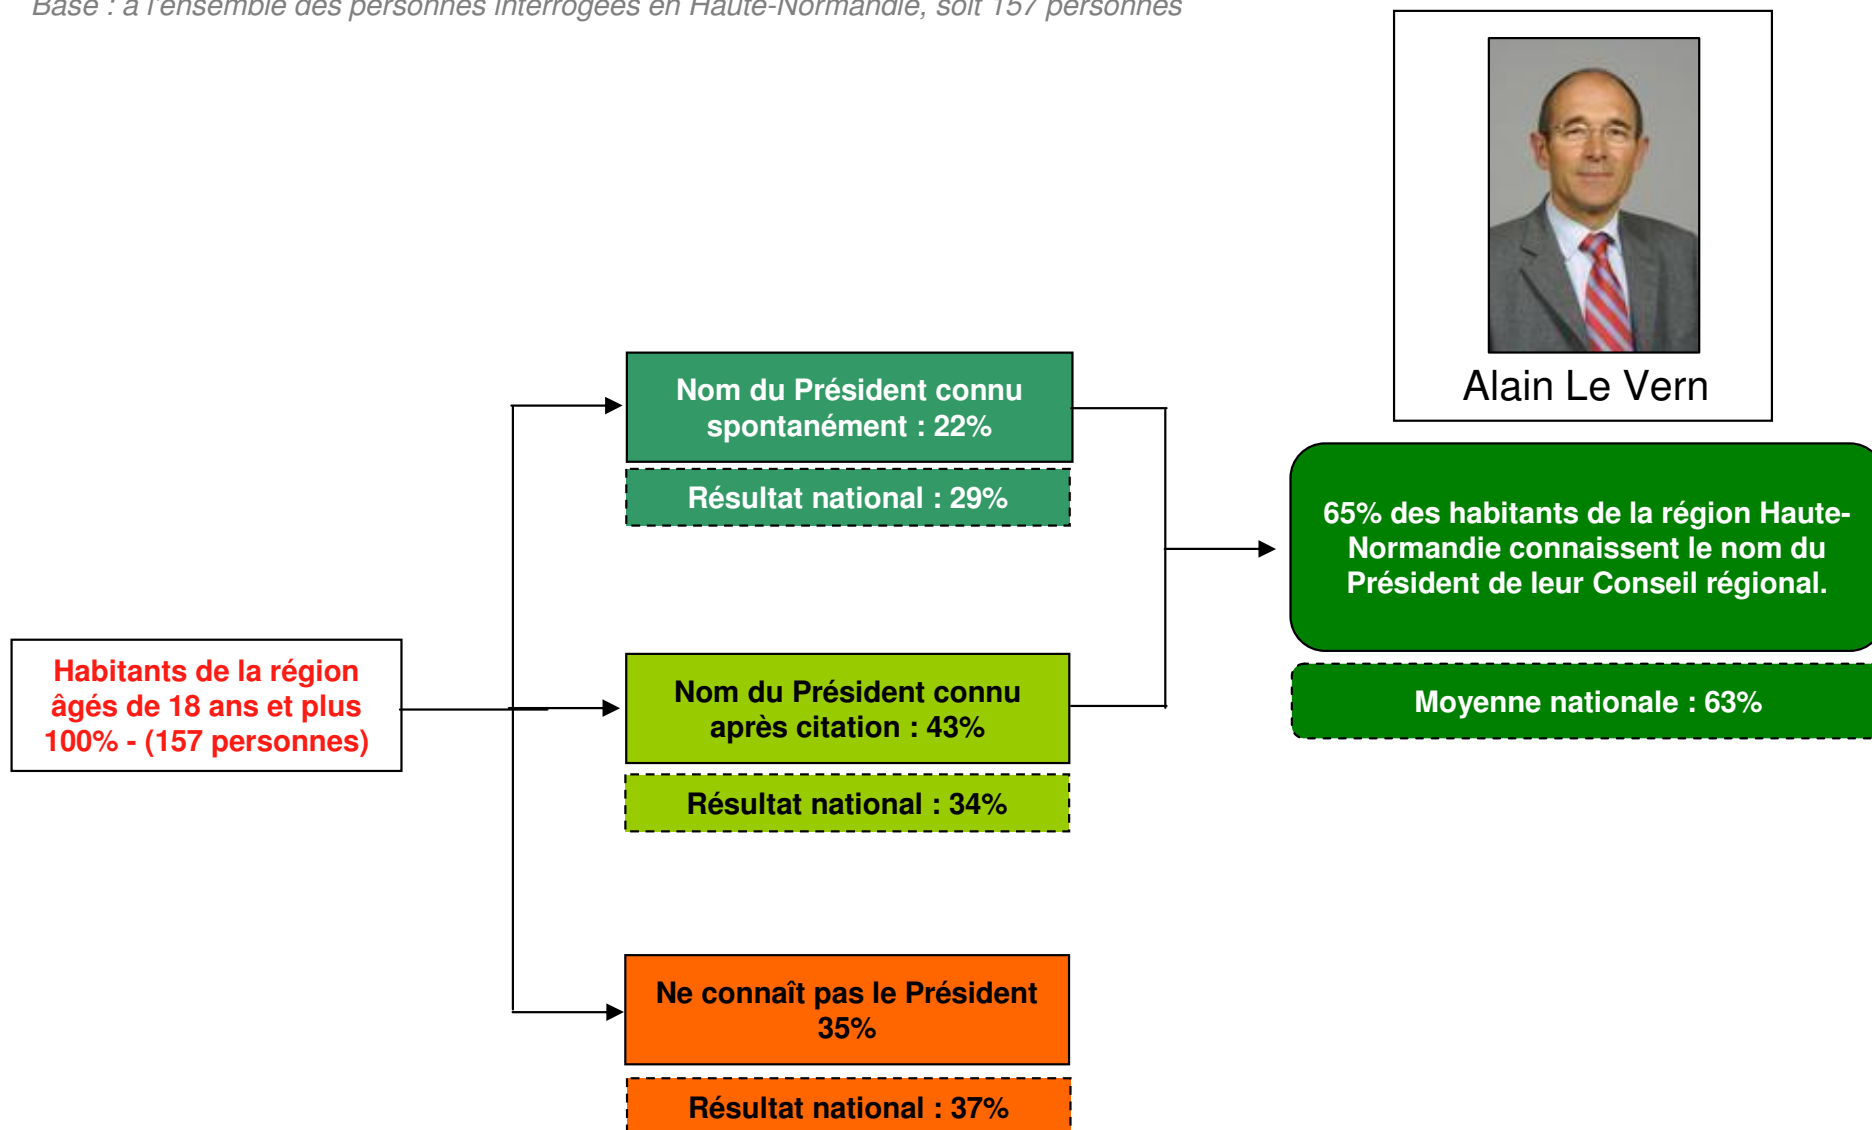 Base : à l'ensemble des personnes interrogées en Haute-Normandie, soit 157 personnes
Alain Le Vern
Nom du Président connu
spontanément : 22%
Résultat national : 29%
65% des habitants de la région Haute-
Normandie connaissent le nom du
Président de leur Conseil régional.
Moyenne nationale : 63%
Habitants de la région
âgés de 18 ans et plus
100% - (157 personnes)
Nom du Président connu
après citation : 43%
Résultat national : 34%
Ne connaît pas le Président
35%
Résultat national : 37%